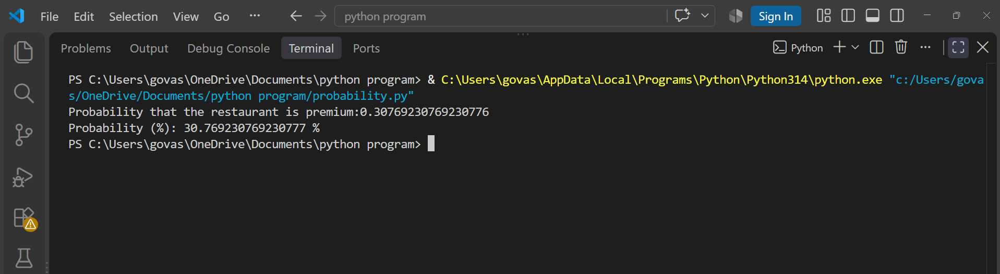 File Edit Selection View Go ··· python program Sign In
Problems Output Debug Console Terminal Ports Python ···
PS C:\Users\govas\OneDrive\Documents\python program> & C:\Users\govas\AppData\Local\Programs\Python\Python314\python.exe "c:/Users/gova
s/OneDrive/Documents/python program/probability.py"
Probability that the restaurant is premium:0.30769230769230776
Probability (%): 30.769230769230777 %
PS C:\Users\govas\OneDrive\Documents\python program>